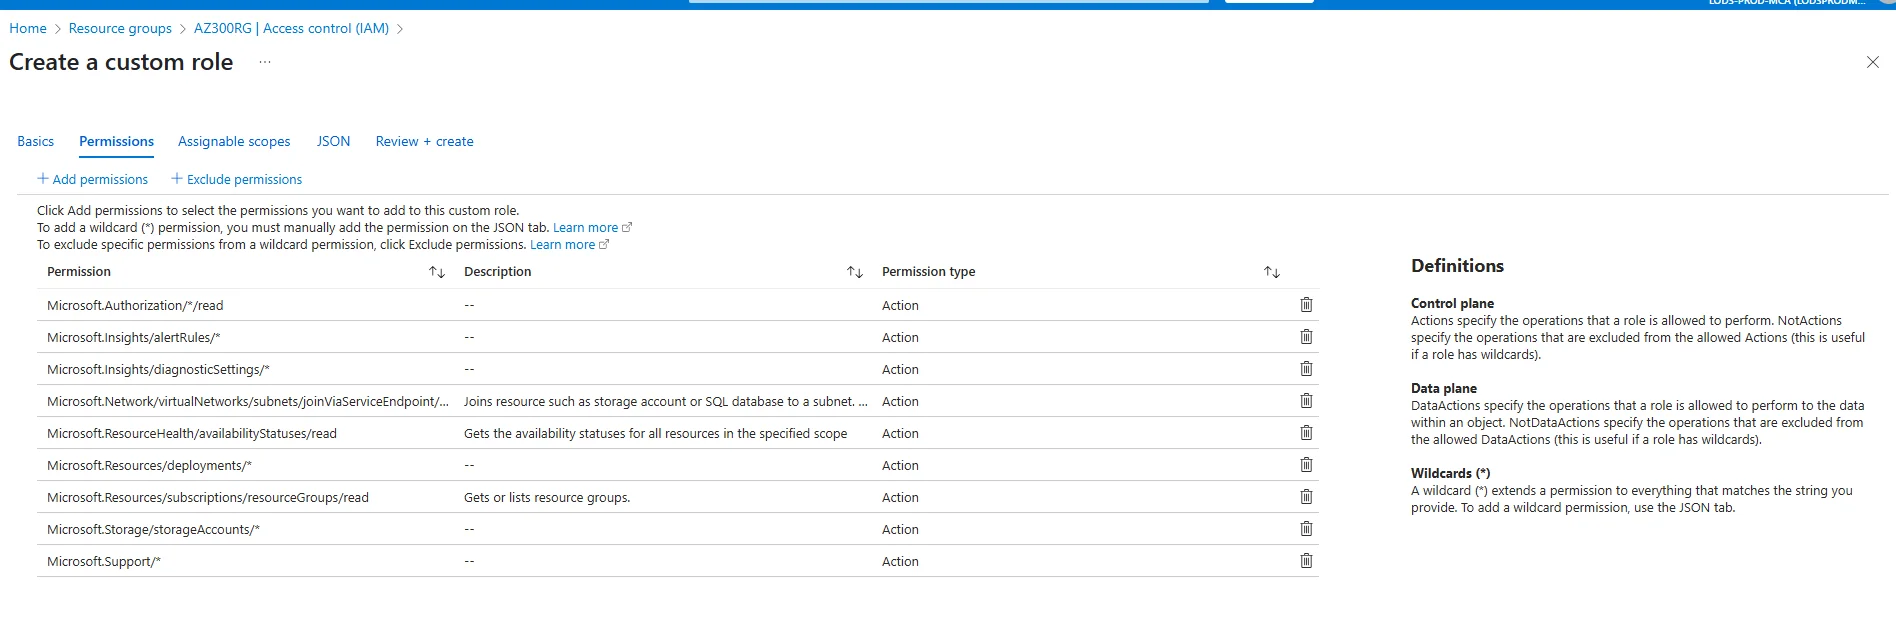 Home > Resource groups > AZ300RG | Access control (IAM) >
Create a custom role ...
Basics Permissions Assignable scopes JSON Review + create
+ Add permissions + Exclude permissions
Click Add permissions to select the permissions you want to add to this custom role.
To add a wildcard (*) permission, you must manually add the permission on the JSON tab. Learn more
To exclude specific permissions from a wildcard permission, click Exclude permissions. Learn more
Permission Description Permission type
Microsoft.Authorization/*/read -- Action
Microsoft.Insights/alertRules/* -- Action
Microsoft.Insights/diagnosticSettings/* -- Action
Microsoft.Network/virtualNetworks/subnets/joinViaServiceEndpoint/... Joins resource such as storage account or SQL database to a subnet. ... Action
Microsoft.ResourceHealth/availabilityStatuses/read Gets the availability statuses for all resources in the specified scope Action
Microsoft.Resources/deployments/* -- Action
Microsoft.Resources/subscriptions/resourceGroups/read Gets or lists resource groups. Action
Microsoft.Storage/storageAccounts/* -- Action
Microsoft.Support/* -- Action
Definitions
Control plane
Actions specify the operations that a role is allowed to perform. NotActions
specify the operations that are excluded from the allowed Actions (this is useful
if a role has wildcards).
Data plane
DataActions specify the operations that a role is allowed to perform to the data
within an object. NotDataActions specify the operations that are excluded from
the allowed DataActions (this is useful if a role has wildcards).
Wildcards (*)
A wildcard (*) extends a permission to everything that matches the string you
provide. To add a wildcard permission, use the JSON tab.